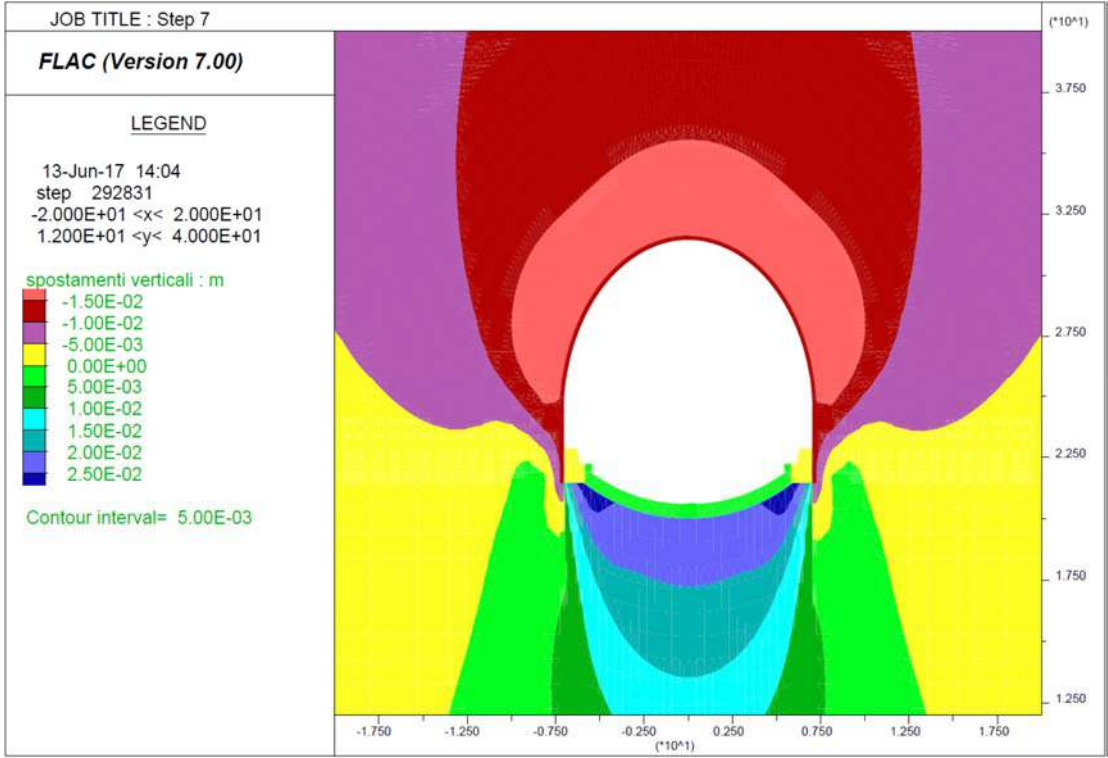 JOB TITLE : Step 7
FLAC (Version 7.00)
LEGEND
13-Jun-17 14:04
step 292831
-2.000E+01 <x< 2.000E+01
1.200E+01 <y< 4.000E+01
spostamenti verticali : m
-1.50E-02
-1.00E-02
-5.00E-03
0.00E+00
5.00E-03
1.00E-02
1.50E-02
2.00E-02
2.50E-02
Contour interval= 5.00E-03
(*10^1)
3.750
3.250
2.750
2.250
1.750
1.250
-1.750 -1.250 -0.750 -0.250 0.250 0.750 1.250 1.750
(*10^1)